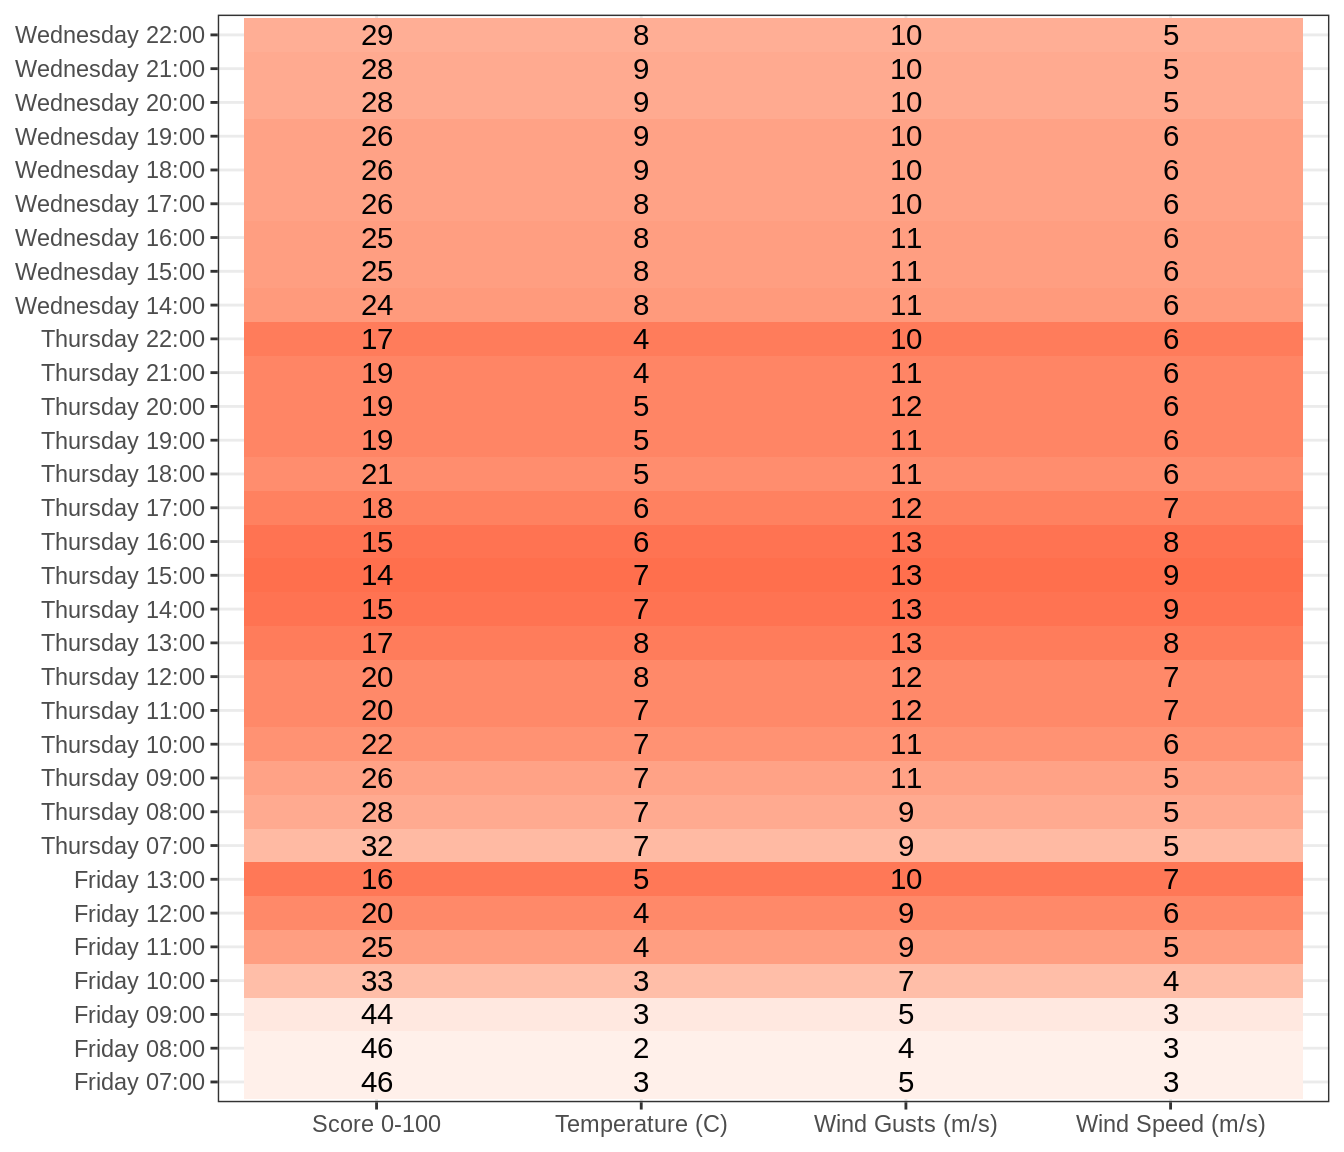 Wednesday 22:00 29 8 10 5
Wednesday 21:00 28 9 10 5
Wednesday 20:00 28 9 10 5
Wednesday 19:00 26 9 10 6
Wednesday 18:00 26 9 10 6
Wednesday 17:00 26 8 10 6
Wednesday 16:00 25 8 11 6
Wednesday 15:00 25 8 11 6
Wednesday 14:00 24 8 11 6
Thursday 22:00 17 4 10 6
Thursday 21:00 19 4 11 6
Thursday 20:00 19 5 12 6
Thursday 19:00 19 5 11 6
Thursday 18:00 21 5 11 6
Thursday 17:00 18 6 12 7
Thursday 16:00 15 6 13 8
Thursday 15:00 14 7 13 9
Thursday 14:00 15 7 13 9
Thursday 13:00 17 8 13 8
Thursday 12:00 20 8 12 7
Thursday 11:00 20 7 12 7
Thursday 10:00 22 7 11 6
Thursday 09:00 26 7 11 5
Thursday 08:00 28 7 9 5
Thursday 07:00 32 7 9 5
Friday 13:00 16 5 10 7
Friday 12:00 20 4 9 6
Friday 11:00 25 4 9 5
Friday 10:00 33 3 7 4
Friday 09:00 44 3 5 3
Friday 08:00 46 2 4 3
Friday 07:00 46 3 5 3
Score 0-100 Temperature (C) Wind Gusts (m/s) Wind Speed (m/s)